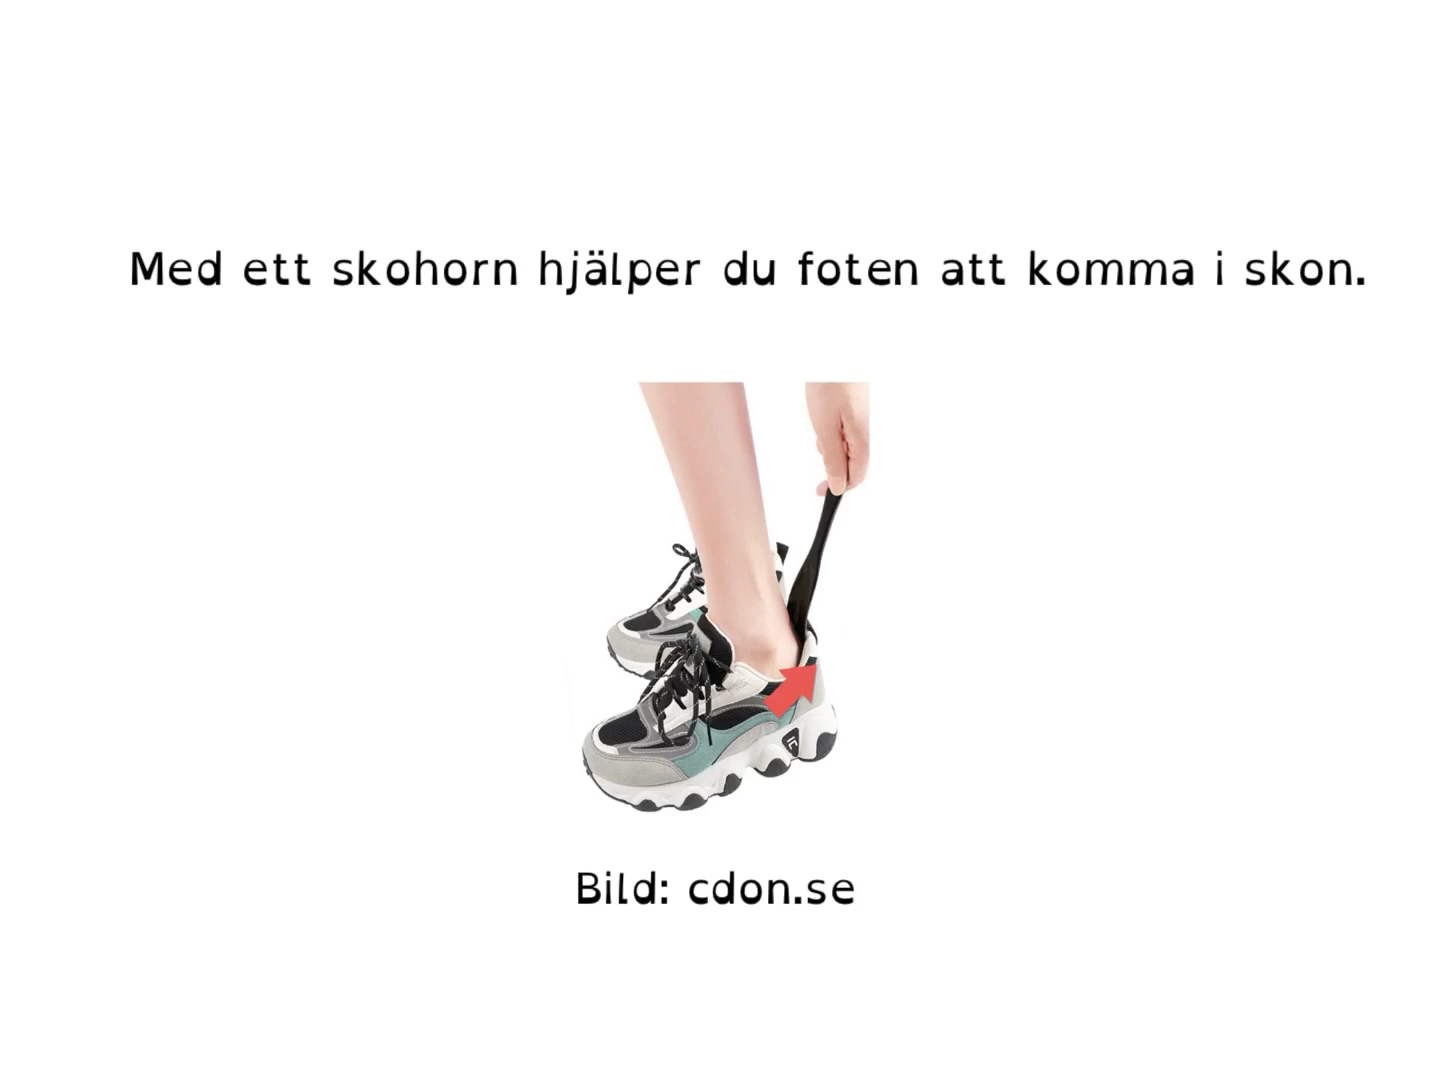 Med ett skohorn hjälper du foten att komma i skon.
Bild: cdon.se